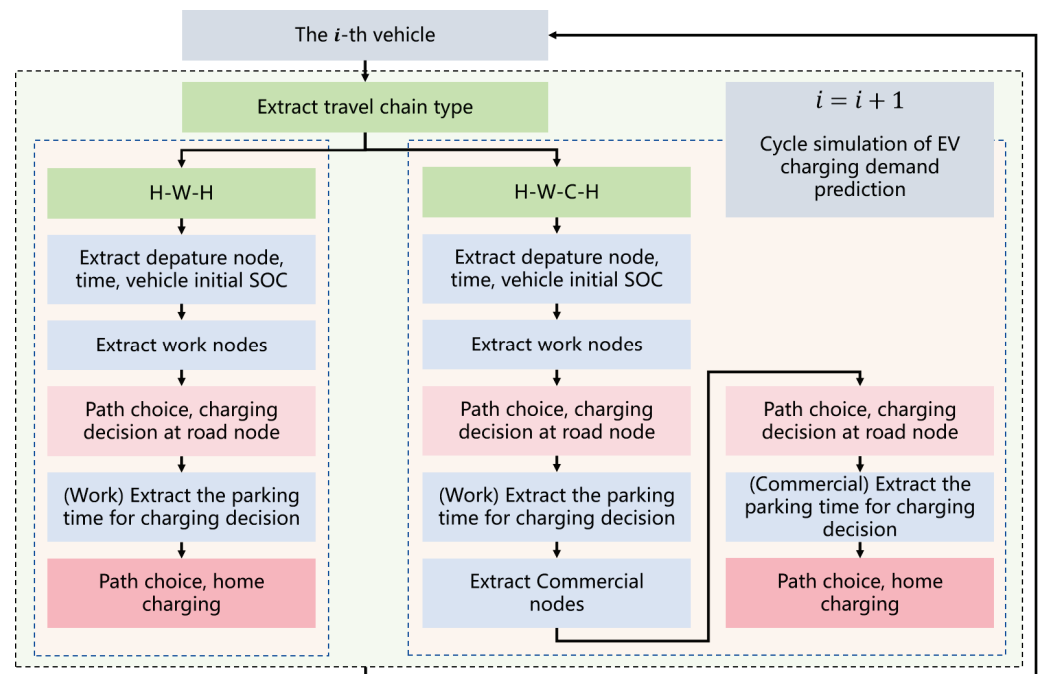 The i-th vehicle
Extract travel chain type
i = i + 1
Cycle simulation of EV
charging demand
prediction
H-W-H
Extract depature node,
time, vehicle initial SOC
Extract work nodes
Path choice, charging
decision at road node
(Work) Extract the parking
time for charging decision
Path choice, home
charging
H-W-C-H
Extract depature node,
time, vehicle initial SOC
Extract work nodes
Path choice, charging
decision at road node
(Work) Extract the parking
time for charging decision
Extract Commercial
nodes
Path choice, charging
decision at road node
(Commercial) Extract the
parking time for charging
decision
Path choice, home
charging